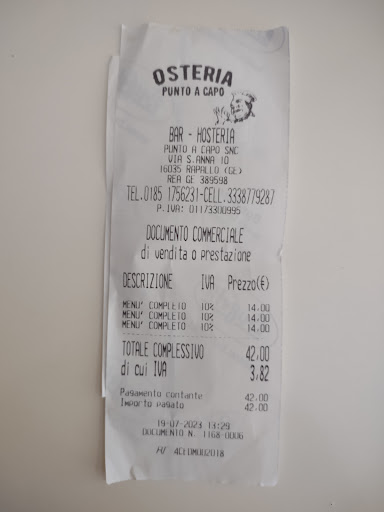 OSTERIA
PUNTO A CAPO
BAR - HOSTERIA
PUNTO A CAPO SNC
VIA S.ANNA 10
16035 RAPALLO (GE)
REA GE 389598
TEL.0185 1756231-CELL.3338779287
P.IVA: 01173300995
DOCUMENTO COMMERCIALE
di vendita o prestazione
DESCRIZIONE IVA Prezzo(€)
MENU' COMPLETO 10% 14,00
MENU' COMPLETO 10% 14,00
MENU' COMPLETO 10% 14,00
TOTALE COMPLESSIVO 42,00
di cui IVA 3,82
Pagamento contante 42,00
Importo pagato 42,00
19-07-2023 13:29
DOCUMENTO N. 1168-0006